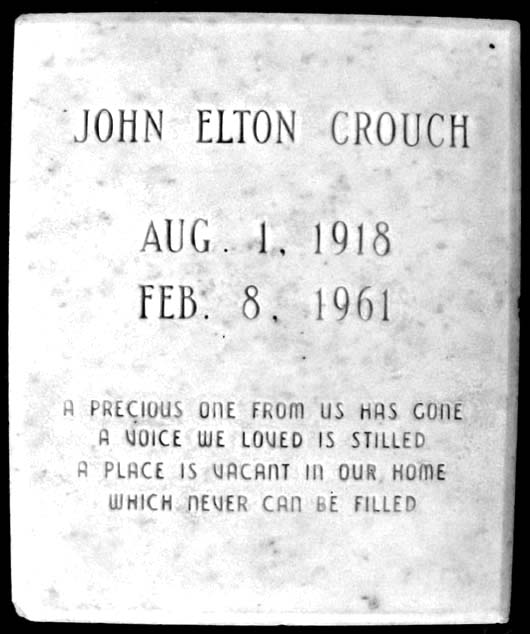 JOHN ELTON CROUCH
AUG. 1, 1918
FEB. 8, 1961
A PRECIOUS ONE FROM US HAS GONE
A VOICE WE LOVED IS STILLED
A PLACE IS VACANT IN OUR HOME
WHICH NEVER CAN BE FILLED